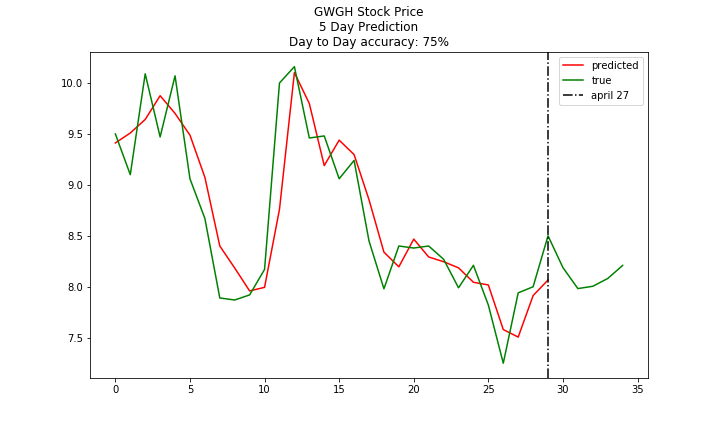 GWGH Stock Price
5 Day Prediction
Day to Day accuracy: 75%
predicted
true
april 27
10.0
9.5
9.0
8.5
8.0
7.5
0 5 10 15 20 25 30 35